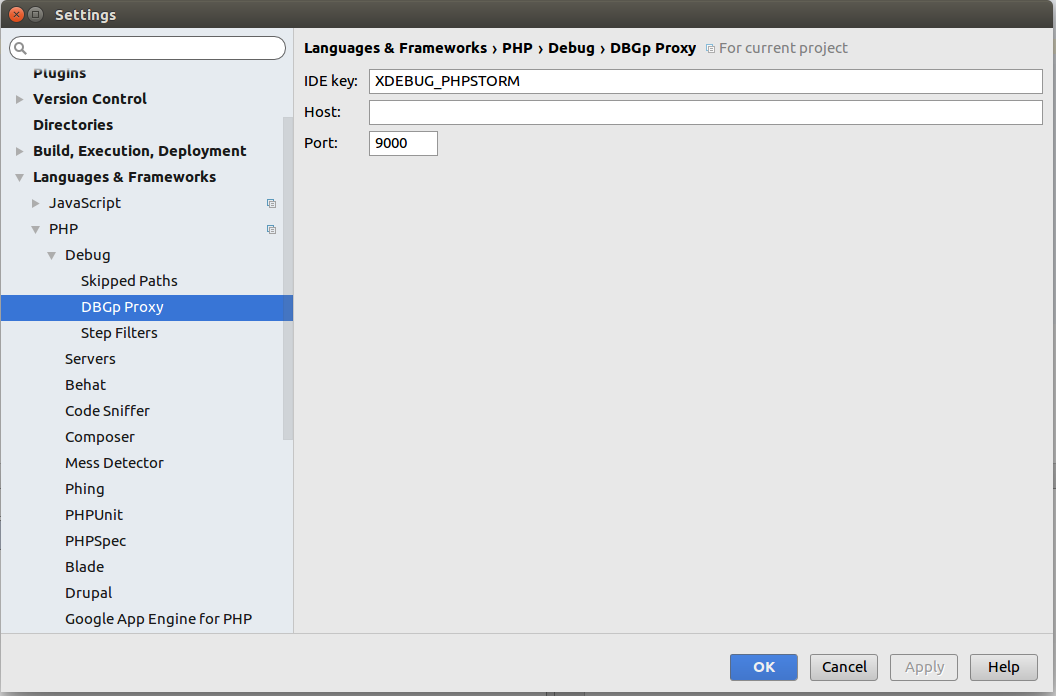 Settings
Plugins
Version Control
Directories
Build, Execution, Deployment
Languages & Frameworks
JavaScript
PHP
Debug
Skipped Paths
DBGp Proxy
Step Filters
Servers
Behat
Code Sniffer
Composer
Mess Detector
Phing
PHPUnit
PHPSpec
Blade
Drupal
Google App Engine for PHP
Languages & Frameworks › PHP › Debug › DBGp Proxy For current project
IDE key: XDEBUG_PHPSTORM
Host:
Port: 9000
OK Cancel Apply Help